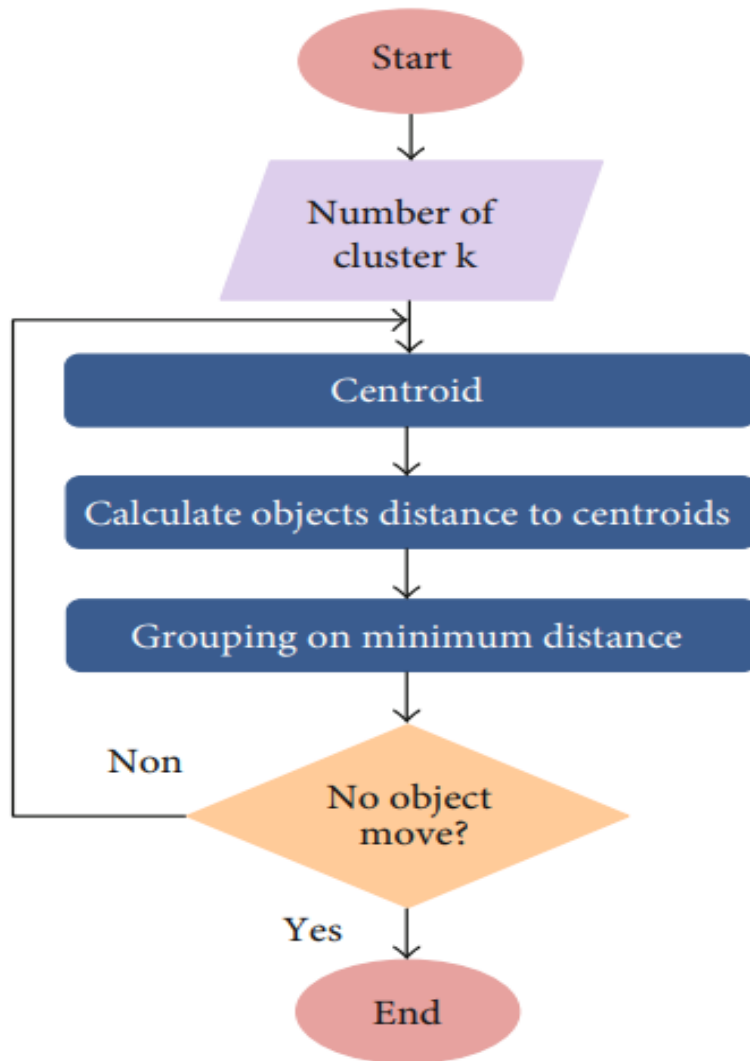 Start
Number of
cluster k
Centroid
Calculate objects distance to centroids
Grouping on minimum distance
Non
No object
move?
Yes
End